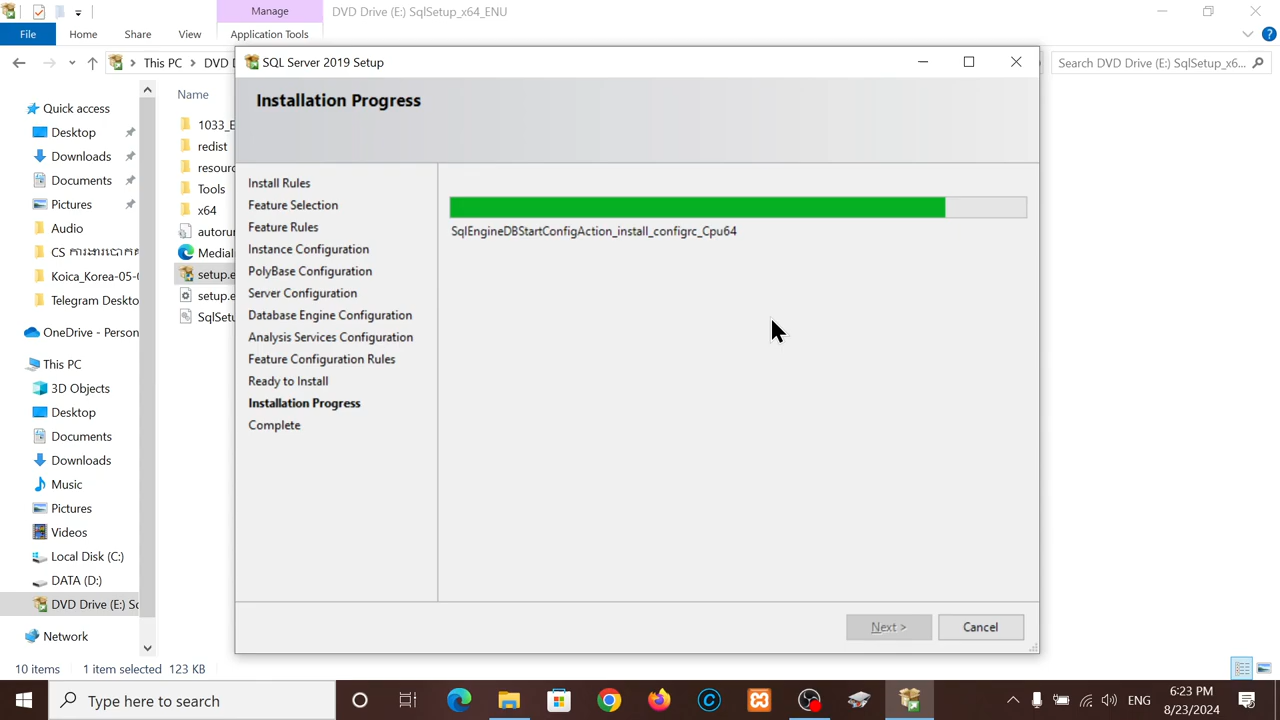 Manage
DVD Drive (E:) SqlSetup_x64_ENU
File
Home
Share
View
Application Tools
This PC
DVD
Search DVD Drive (E:) SqlSetup_x6...
SQL Server 2019 Setup
Installation Progress
Quick access
Desktop
Downloads
Documents
Pictures
Audio
CS
Koica_Korea-05-
Telegram Deskto
OneDrive - Person
This PC
3D Objects
Desktop
Documents
Downloads
Music
Pictures
Videos
Local Disk (C:)
DATA (D:)
DVD Drive (E:) Sc
Network
Name
1033_E
redist
resourc
Tools
x64
autoru
MediaI
setup.e
setup.e
SqlSetu
Install Rules
Feature Selection
Feature Rules
Instance Configuration
PolyBase Configuration
Server Configuration
Database Engine Configuration
Analysis Services Configuration
Feature Configuration Rules
Ready to Install
Installation Progress
Complete
SqlEngineDBStartConfigAction_install_configrc_Cpu64
Next >
Cancel
10 items
1 item selected
123 KB
Type here to search
ENG
6:23 PM
8/23/2024